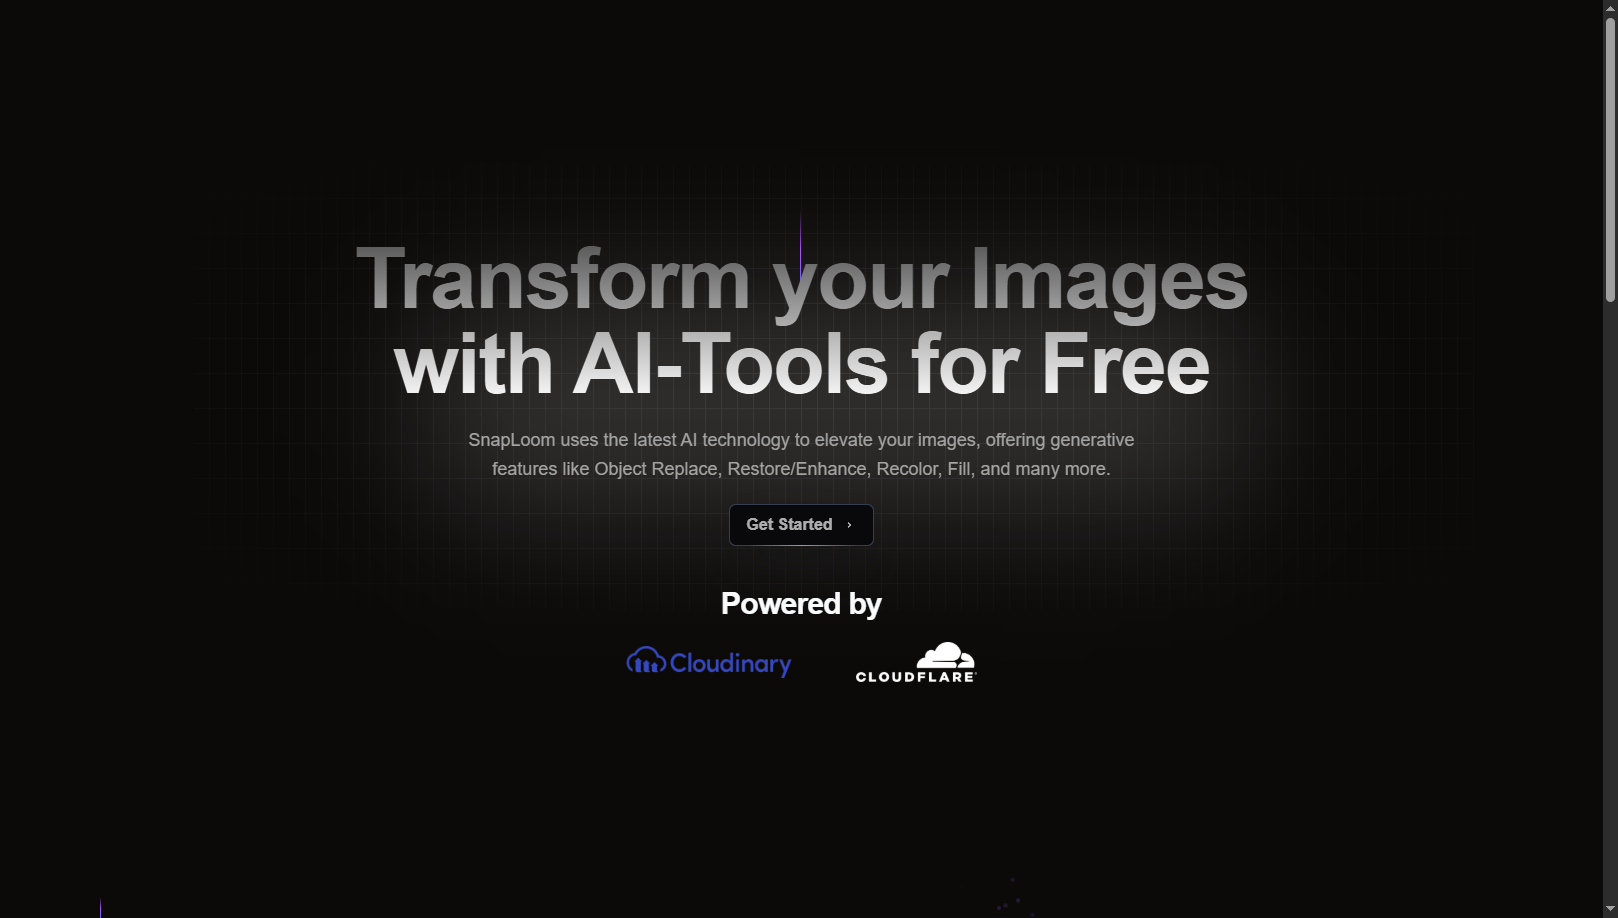 Transform your Images
with AI-Tools for Free
SnapLoom uses the latest AI technology to elevate your images, offering generative
features like Object Replace, Restore/Enhance, Recolor, Fill, and many more.
Get Started ›
Powered by
Cloudinary
CLOUDFLARE